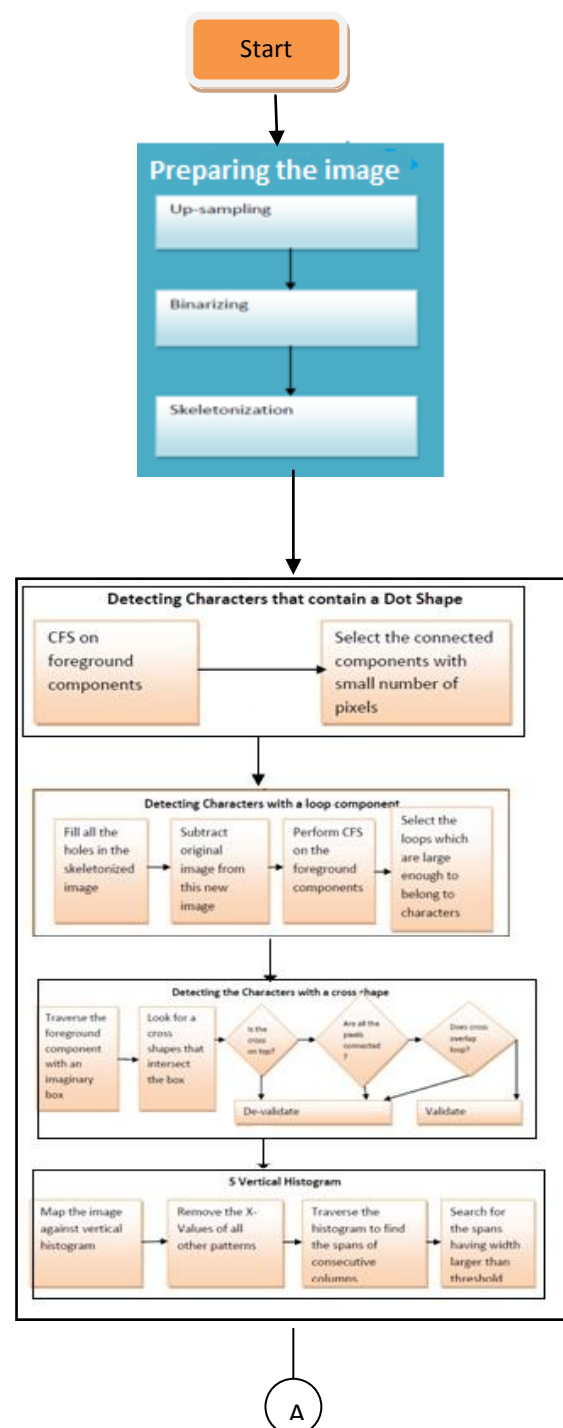 Start
Preparing the image
Up-sampling
Binarizing
Skeletonization
Detecting Characters that contain a Dot Shape
CFS on
foreground
components
Select the connected
components with
small number of
pixels
Detecting Characters with a loop component
Fill all the
holes in the
skeletonized
image
Subtract
original
image from
this new
image
Perform CFS
on the
foreground
components
Select the
loops which
are large
enough to
belong to
characters
Detecting the Characters with a cross shape
Traverse the
foreground
component
with an
imaginary
box
Look for a
cross
shapes that
intersect
the box
Is the
cross
on top?
Are all the
pixels
connected
?
Does cross
overlap
loop?
De-validate
Validate
S Vertical Histogram
Map the image
against vertical
histogram
Remove the X-
Values of all
other patterns
Traverse the
histogram to find
the spans of
consecutive
columns
Search for
the spans
having width
larger than
threshold
A